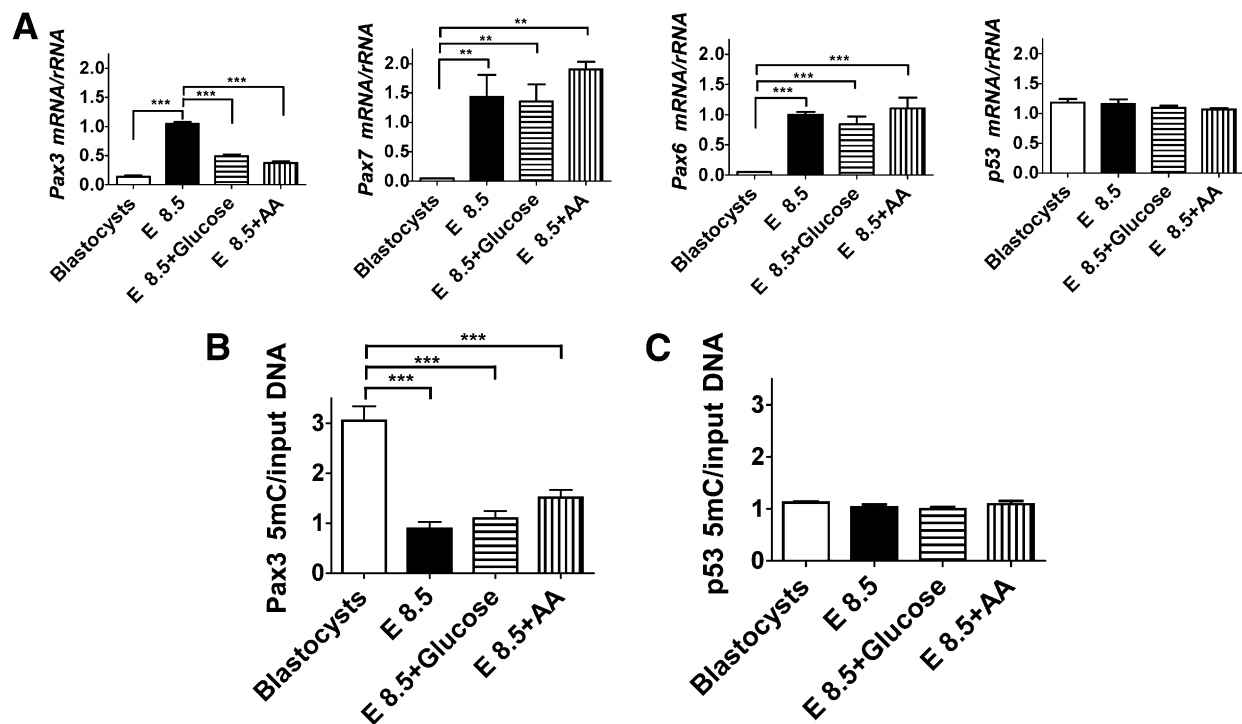 A
Pax3 mRNA/rRNA
2.0
1.5
1.0
0.5
0.0
***
***
***
Blastocysts
E 8.5
E 8.5+Glucose
E 8.5+AA
Pax7 mRNA/rRNA
2.0
1.5
1.0
0.5
0.0
**
**
**
Blastocysts
E 8.5
E 8.5+Glucose
E 8.5+AA
Pax6 mRNA/rRNA
2.0
1.5
1.0
0.5
0.0
***
***
***
Blastocysts
E 8.5
E 8.5+Glucose
E 8.5+AA
p53 mRNA/rRNA
2.0
1.5
1.0
0.5
0.0
Blastocysts
E 8.5
E 8.5+Glucose
E 8.5+AA
B
Pax3 5mC/input DNA
3
2
1
0
***
***
***
Blastocysts
E 8.5
E 8.5+Glucose
E 8.5+AA
C
p53 5mC/input DNA
3
2
1
0
Blastocysts
E 8.5
E 8.5+Glucose
E 8.5+AA